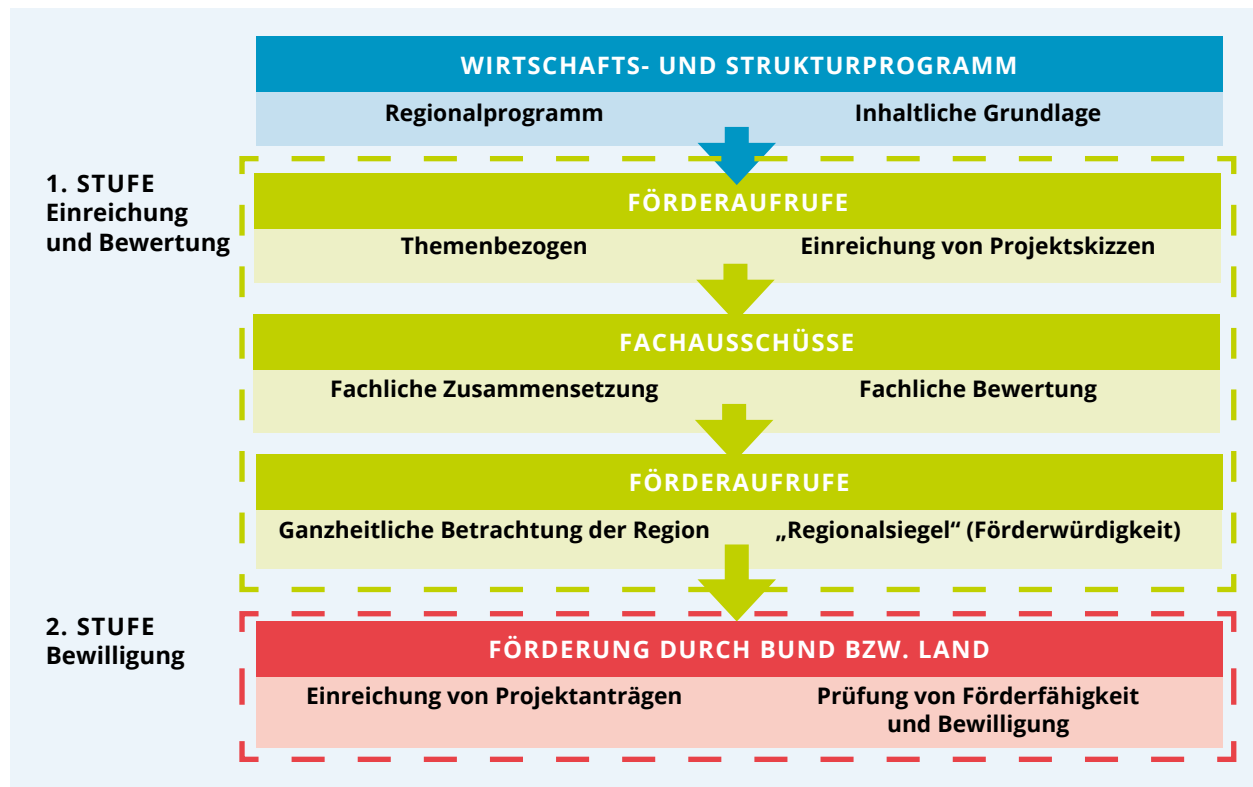 WIRTSCHAFTS- UND STRUKTURPROGRAMM
Regionalprogramm
Inhaltliche Grundlage
1. STUFE
Einreichung
und Bewertung
FÖRDERAUFRUFE
Themenbezogen
Einreichung von Projektskizzen
FACHAUSSCHÜSSE
Fachliche Zusammensetzung
Fachliche Bewertung
FÖRDERAUFRUFE
Ganzheitliche Betrachtung der Region
„Regionalsiegel“ (Förderwürdigkeit)
2. STUFE
Bewilligung
FÖRDERUNG DURCH BUND BZW. LAND
Einreichung von Projektanträgen
Prüfung von Förderfähigkeit
und Bewilligung